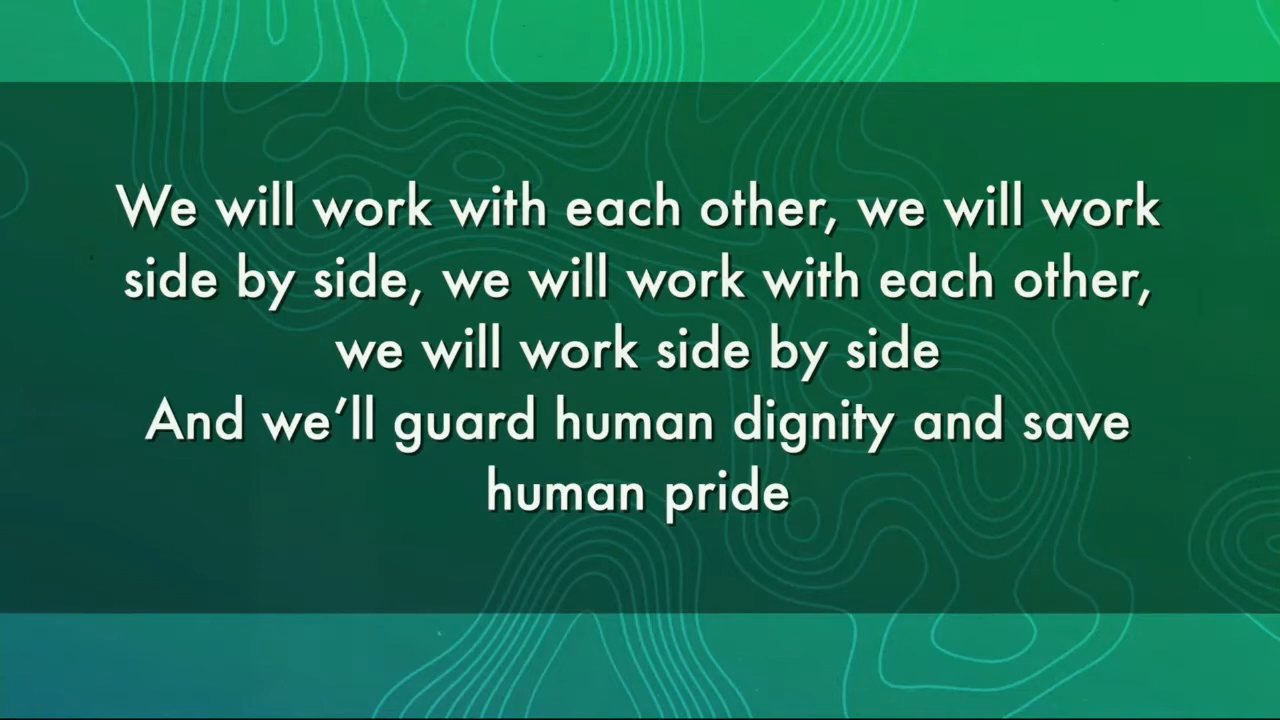 We will work with each other, we will work
side by side, we will work with each other,
we will work side by side
And we’ll guard human dignity and save
human pride